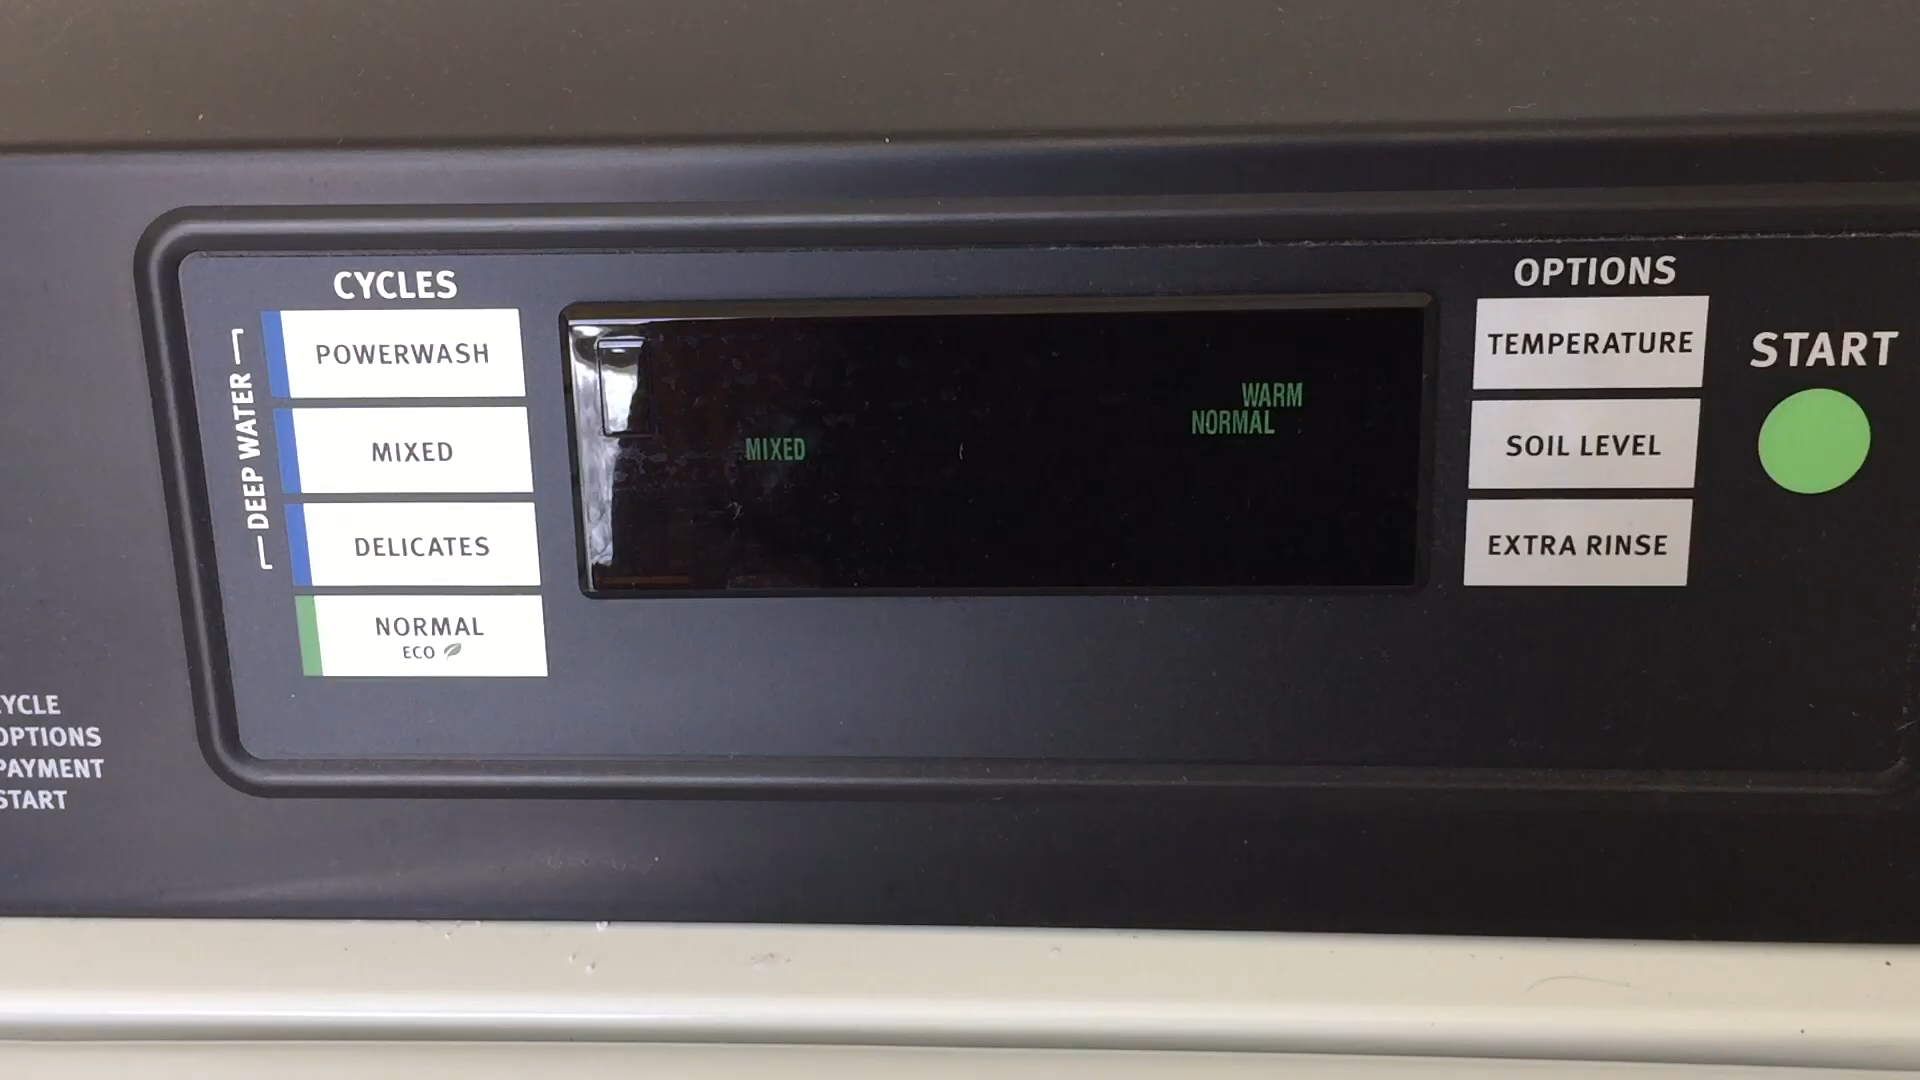 CYCLES
DEEP WATER
POWERWASH
MIXED
DELICATES
NORMAL
ECO
WARM
NORMAL
MIXED
OPTIONS
TEMPERATURE
SOIL LEVEL
EXTRA RINSE
START
YCLE
OPTIONS
PAYMENT
START